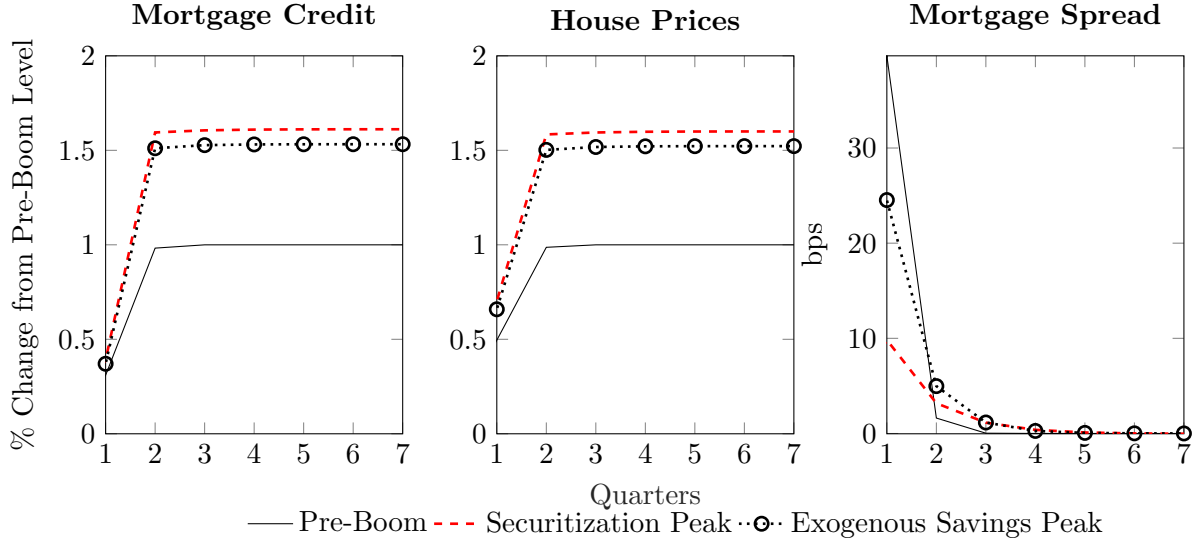 Mortgage Credit
House Prices
Mortgage Spread
% Change from Pre-Boom Level
2
1.5
1
0.5
0
1 2 3 4 5 6 7
2
1.5
1
0.5
0
1 2 3 4 5 6 7
Quarters
bps
30
20
10
0
1 2 3 4 5 6 7
Pre-Boom Securitization Peak Exogenous Savings Peak